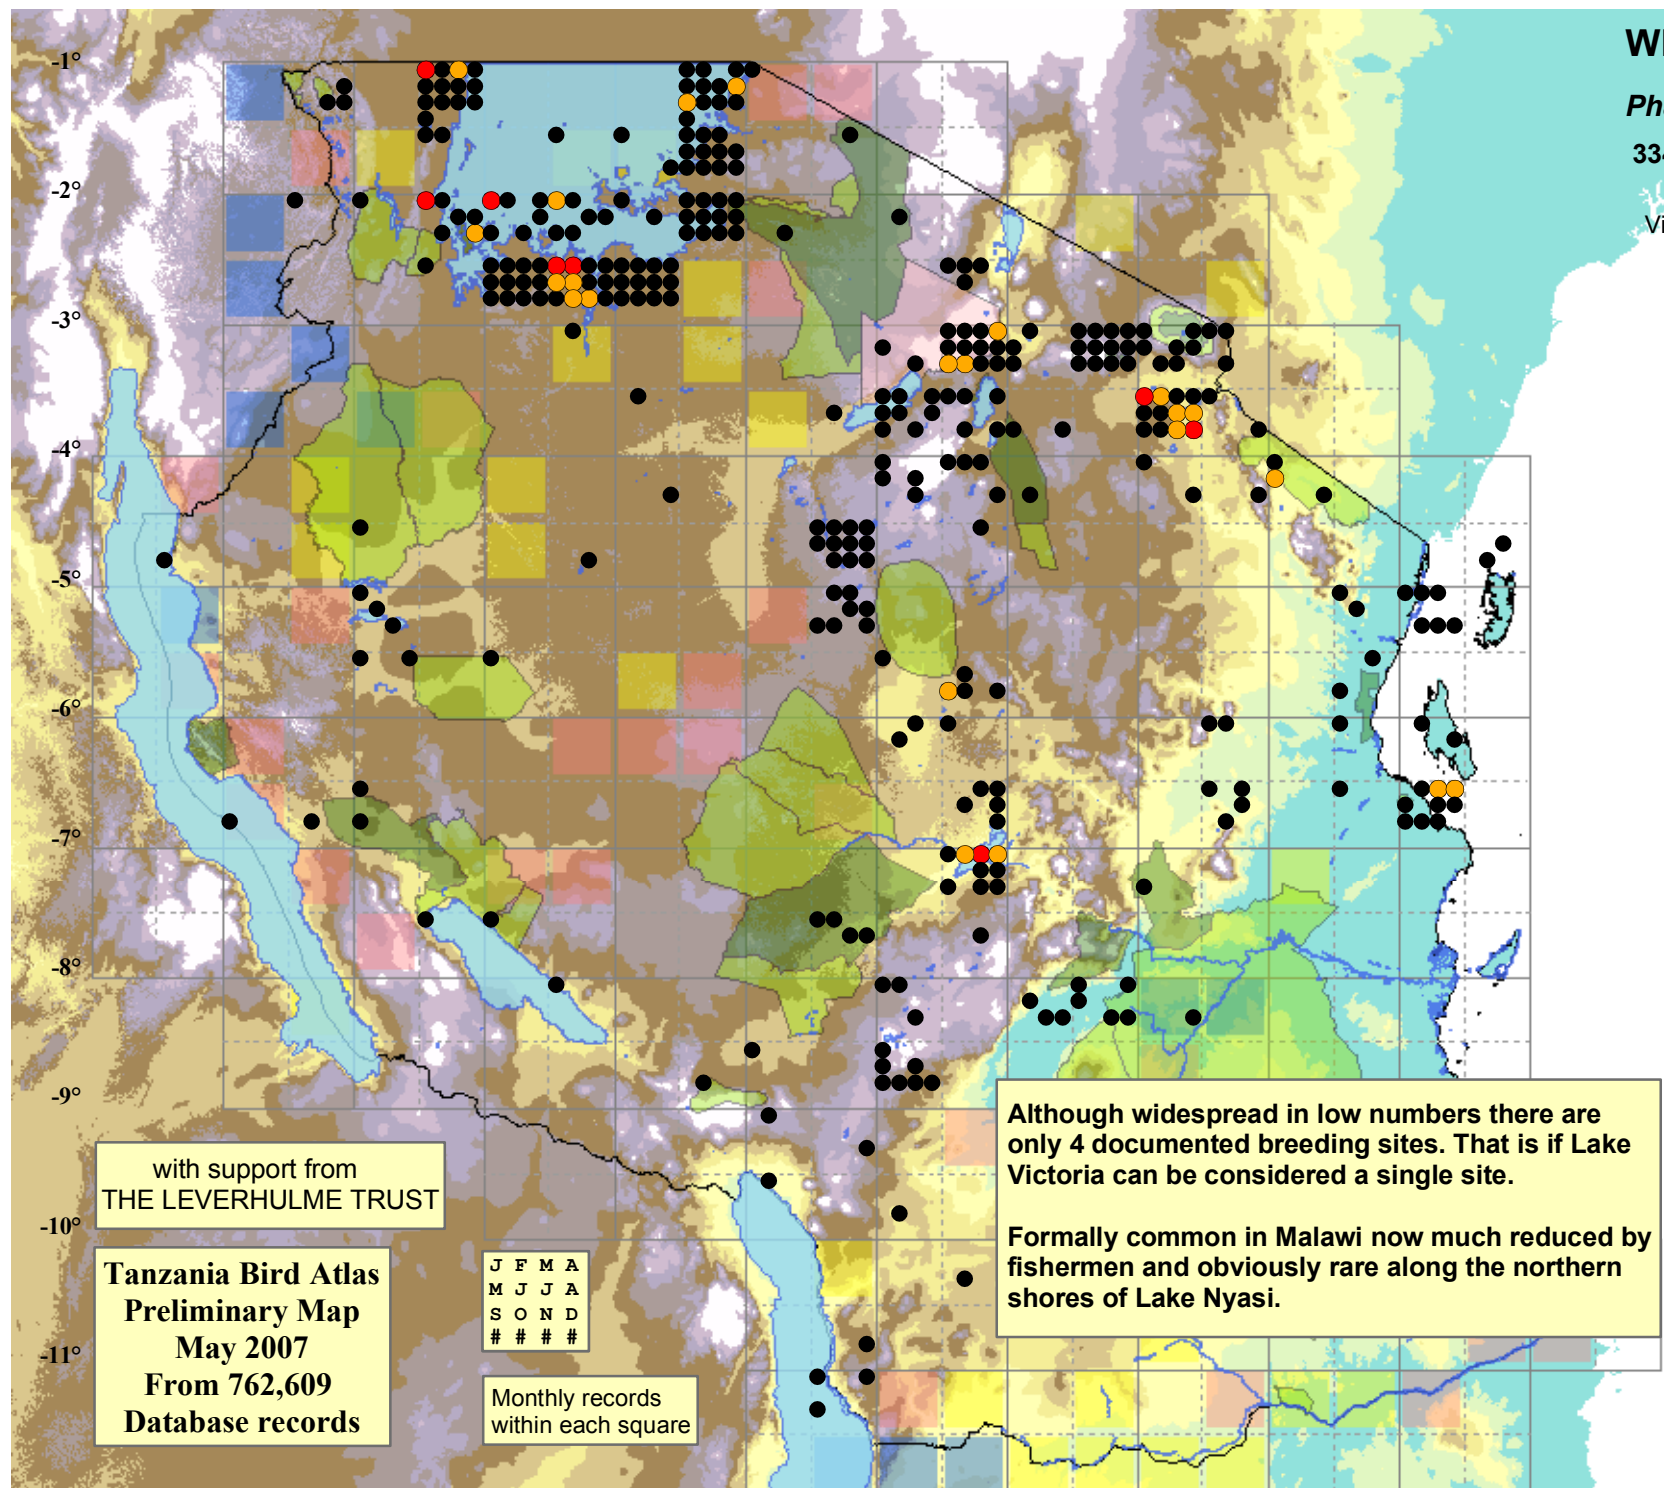 -1°
-2°
-3°
-4°
-5°
-6°
-7°
-8°
-9°
-10°
-11°
334
Although widespread in low numbers there are
only 4 documented breeding sites. That is if Lake
Victoria can be considered a single site.
Formally common in Malawi now much reduced by
fishermen and obviously rare along the northern
shores of Lake Nyasi.
with support from
THE LEVERHULME TRUST
Tanzania Bird Atlas
Preliminary Map
May 2007
From 762,609
Database records
J F M A
M J J A
S O N D
# # # #
Monthly records
within each square